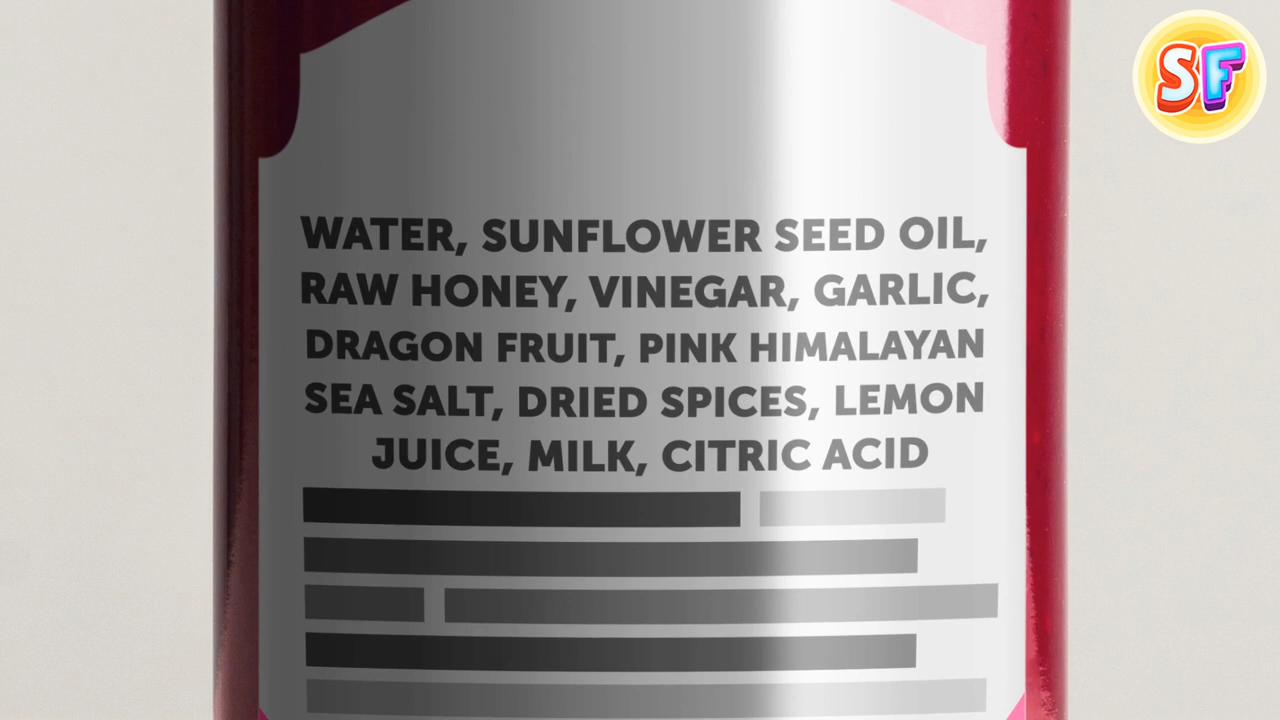 SF
WATER, SUNFLOWER SEED OIL,
RAW HONEY, VINEGAR, GARLIC,
DRAGON FRUIT, PINK HIMALAYAN
SEA SALT, DRIED SPICES, LEMON
JUICE, MILK, CITRIC ACID